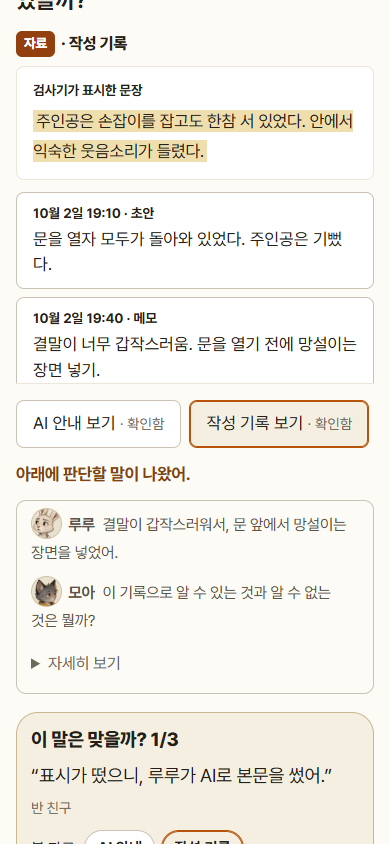 자료 · 작성 기록
검사기가 표시한 문장
주인공은 손잡이를 잡고도 한참 서 있었다. 안에서
익숙한 웃음소리가 들렸다.
10월 2일 19:10 · 초안
문을 열자 모두가 돌아와 있었다. 주인공은 기뻤
다.
10월 2일 19:40 · 메모
결말이 너무 갑작스러움. 문을 열기 전에 망설이는
장면 넣기.
AI 안내 보기 · 확인함
작성 기록 보기 · 확인함
아래에 판단할 말이 나왔어.
루루 결말이 갑작스러워서, 문 앞에서 망설이는
장면을 넣었어.
모아 이 기록으로 알 수 있는 것과 알 수 없는
것은 뭘까?
▶ 자세히 보기
이 말은 맞을까? 1/3
“표시가 떴으니, 루루가 AI로 본문을 썼어.”
반 친구